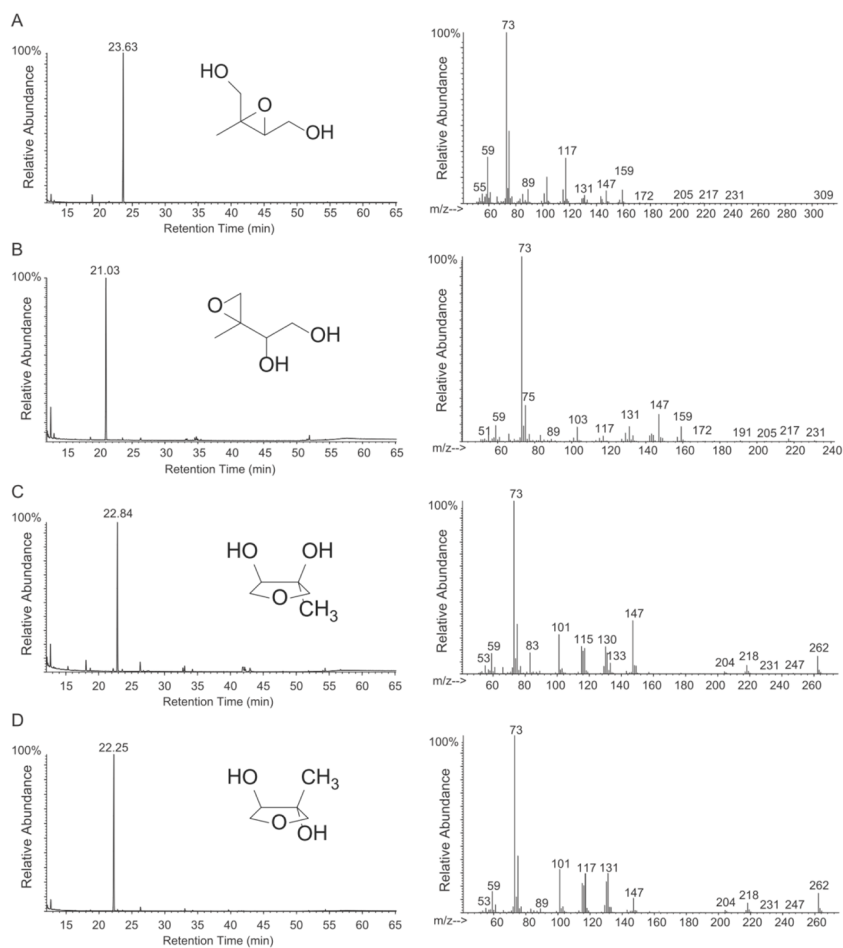 A
100%
Relative Abundance
23.63
HO
O
OH
15 20 25 30 35 40 45 50 55 60 65
Retention Time (min)
100%
Relative Abundance
73
59
117
55
89
131
147
159
172
205 217 231
309
m/z-->
60 80 100 120 140 160 180 200 220 240 260 280 300
B
100%
Relative Abundance
21.03
O
OH
OH
15 20 25 30 35 40 45 50 55 60 65
Retention Time (min)
100%
Relative Abundance
73
75
59
51
89
103
117
131
147
159
172
191 205 217 231
m/z-->
60 80 100 120 140 160 180 200 220 240
C
100%
Relative Abundance
22.84
HO OH
O
CH3
15 20 25 30 35 40 45 50 55 60 65
Retention Time (min)
100%
Relative Abundance
73
59
53
83
101
115
130
133
147
204 218 231 247
262
m/z-->
60 80 100 120 140 160 180 200 220 240 260
D
100%
Relative Abundance
22.25
HO CH3
O
OH
15 20 25 30 35 40 45 50 55 60 65
Retention Time (min)
100%
Relative Abundance
73
59
53
89
101
117
131
147
204 218 231 247
262
m/z-->
60 80 100 120 140 160 180 200 220 240 260